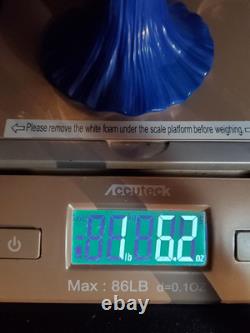 Please remove the white foam under the scale platform before weighing.
Accuteck
1 lb 6.2 oz
Max : 86LB d=0.1OZ
ebay